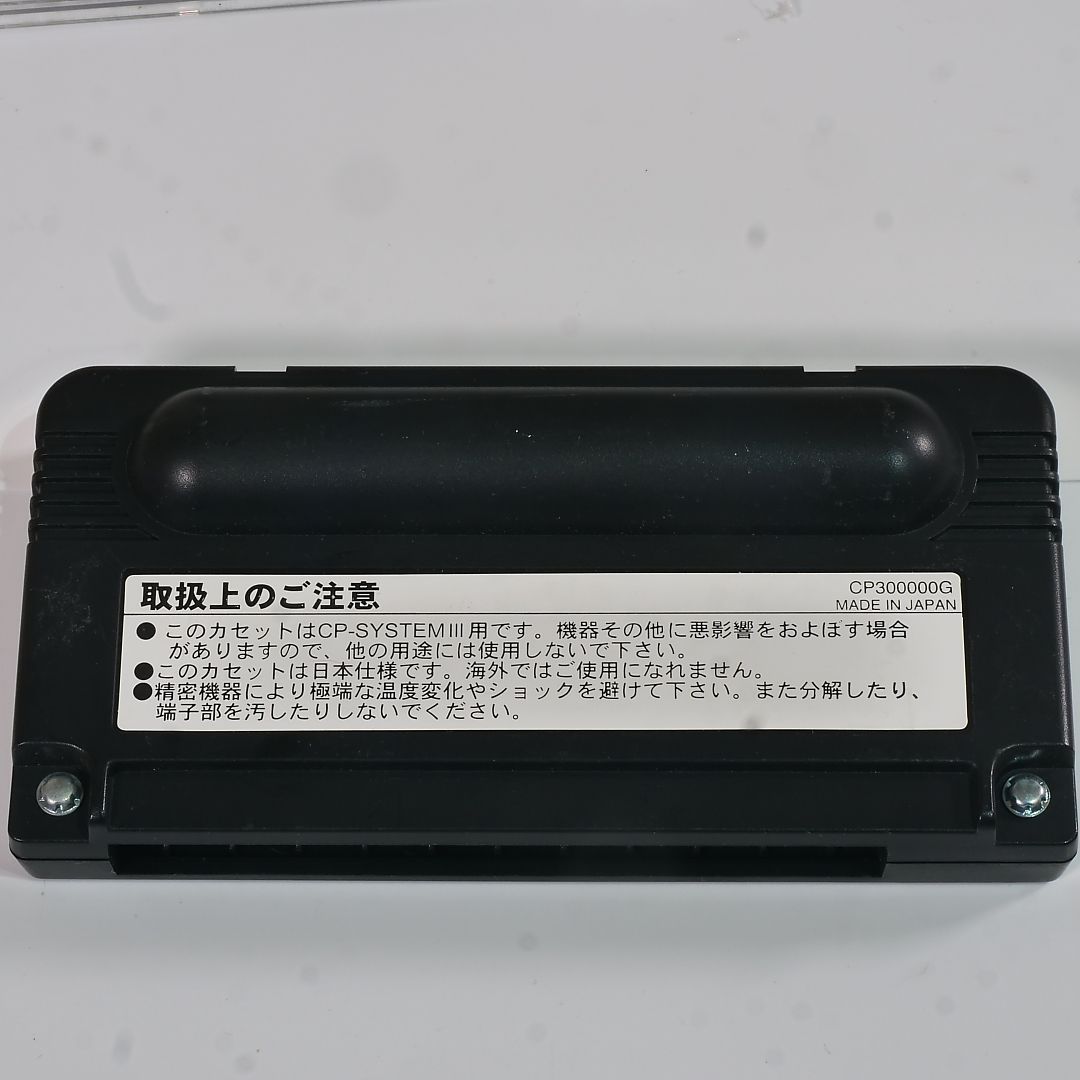 取扱上のご注意
CP300000G
MADE IN JAPAN
● このカセットはCP-SYSTEMⅢ用です。機器その他に悪影響をおよぼす場合
がありますので、他の用途には使用しないで下さい。
●このカセットは日本仕様です。海外ではご使用になれません。
●精密機器により極端な温度変化やショックを避けて下さい。また分解したり、
端子部を汚したりしないでください。